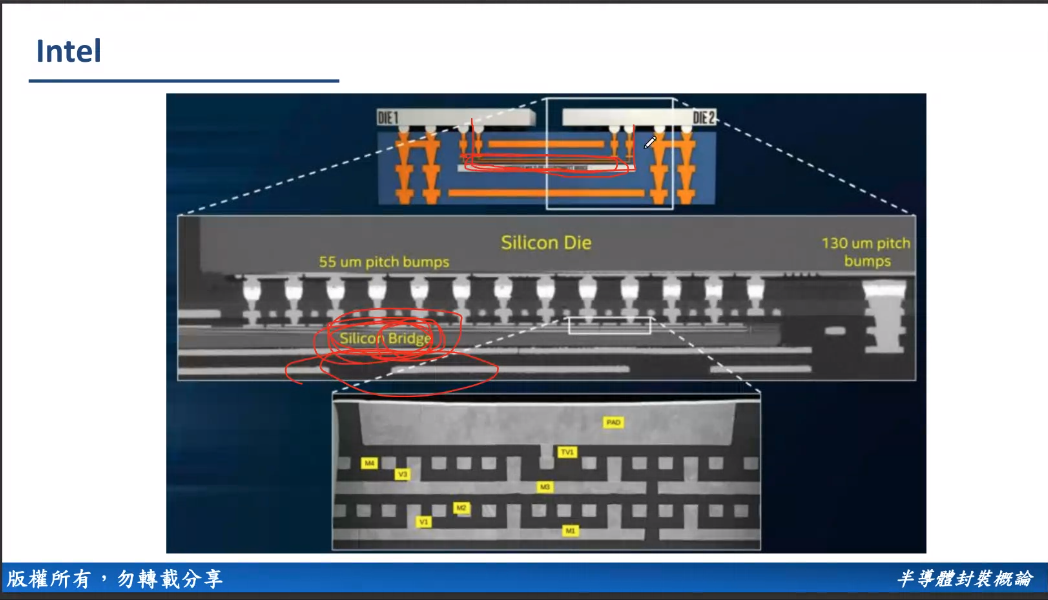 Intel
DIE 1
DIE 2
Silicon Die
55 um pitch bumps
130 um pitch
bumps
Silicon Bridge
PAD
TV1
M4
V3
M3
M2
V1
M1
版權所有，勿轉載分享
半導體封裝概論